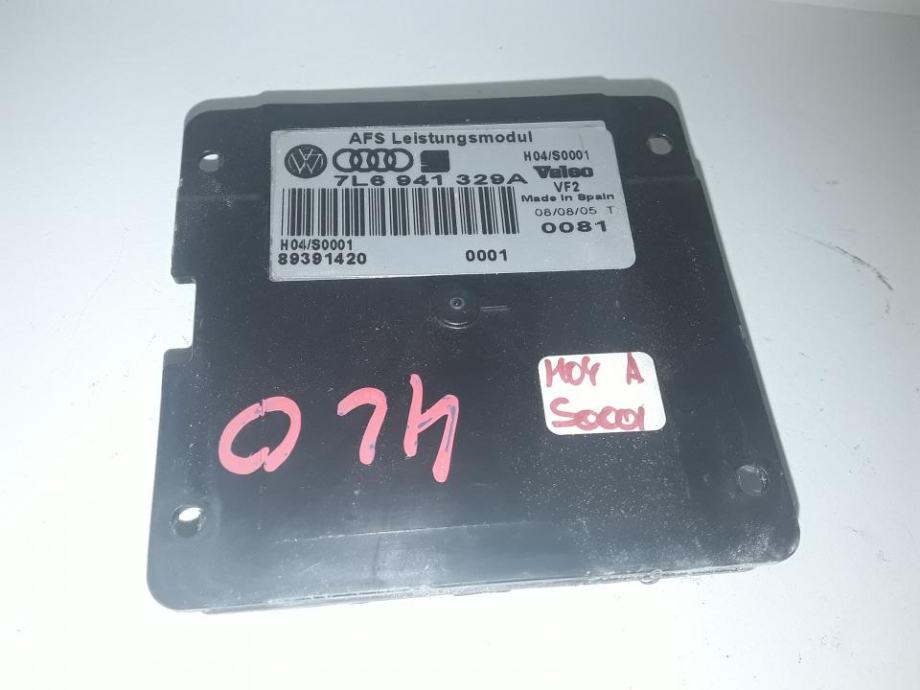 AFS Leistungsmodul
H04/S0001
7L6 941 329A
Valeo
VF2
Made in Spain
08/08/05 T
0081
H04/S0001
89391420 0001
H04 A
S0001
4L0